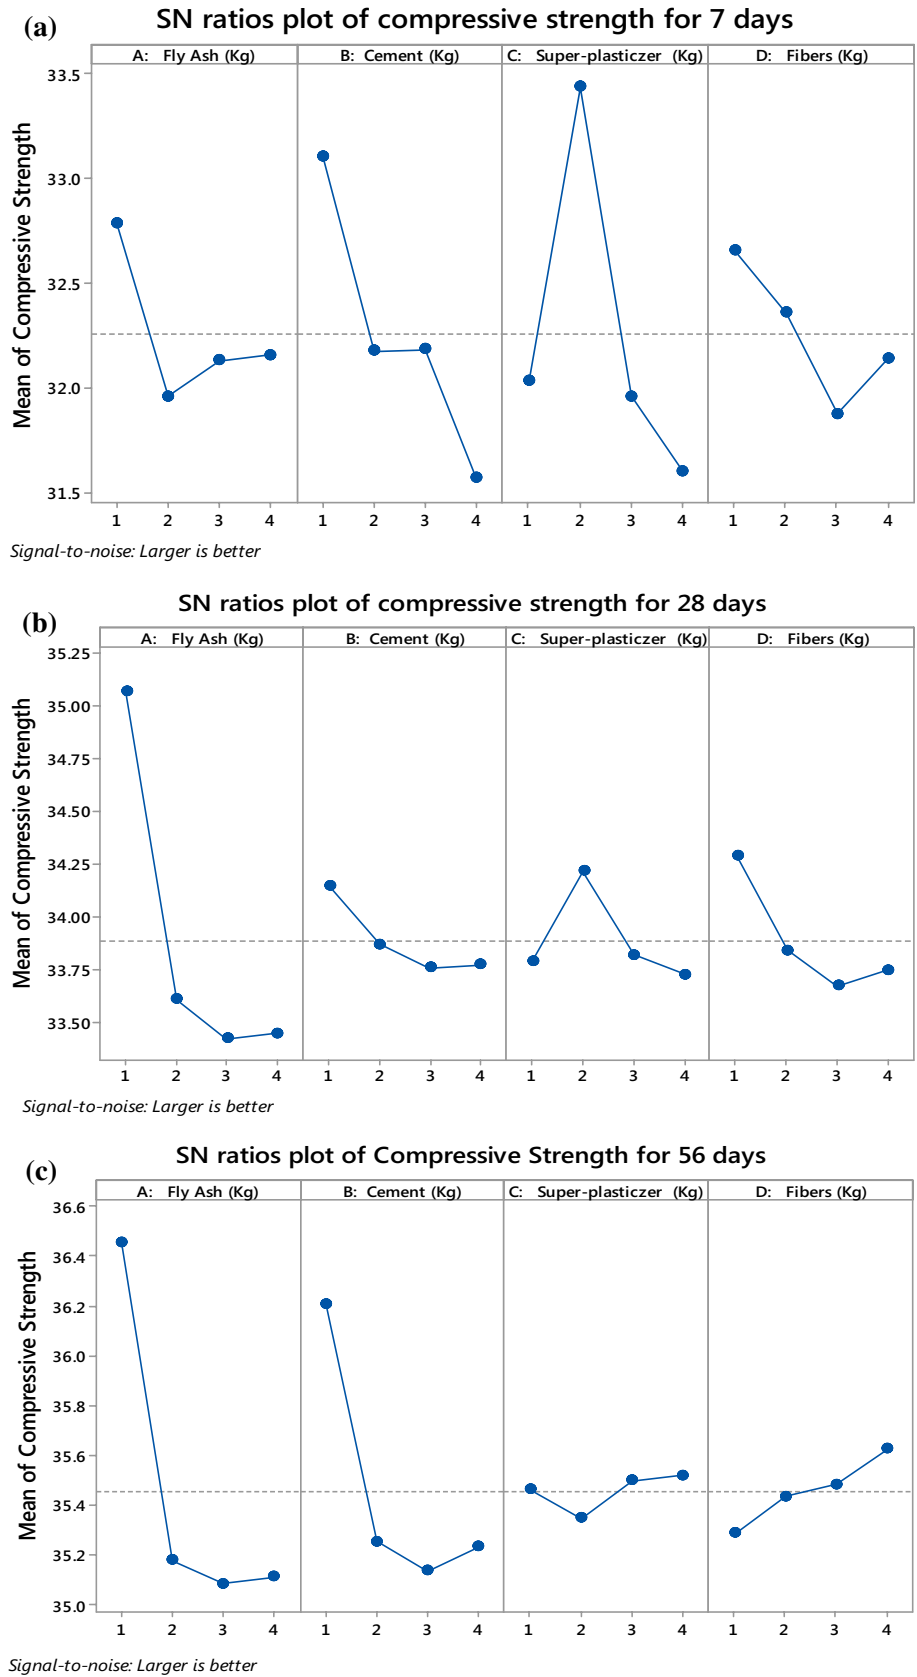 (a)
SN ratios plot of compressive strength for 7 days
A: Fly Ash (Kg) B: Cement (Kg) C: Super-plasticzer (Kg) D: Fibers (Kg)
Mean of Compressive Strength
33.5
33.0
32.5
32.0
31.5
1 2 3 4 1 2 3 4 1 2 3 4 1 2 3 4
Signal-to-noise: Larger is better
(b)
SN ratios plot of compressive strength for 28 days
A: Fly Ash (Kg) B: Cement (Kg) C: Super-plasticzer (Kg) D: Fibers (Kg)
Mean of Compressive Strength
35.25
35.00
34.75
34.50
34.25
34.00
33.75
33.50
1 2 3 4 1 2 3 4 1 2 3 4 1 2 3 4
Signal-to-noise: Larger is better
(c)
SN ratios plot of Compressive Strength for 56 days
A: Fly Ash (Kg) B: Cement (Kg) C: Super-plasticzer (Kg) D: Fibers (Kg)
Mean of Compressive Strength
36.6
36.4
36.2
36.0
35.8
35.6
35.4
35.2
35.0
1 2 3 4 1 2 3 4 1 2 3 4 1 2 3 4
Signal-to-noise: Larger is better